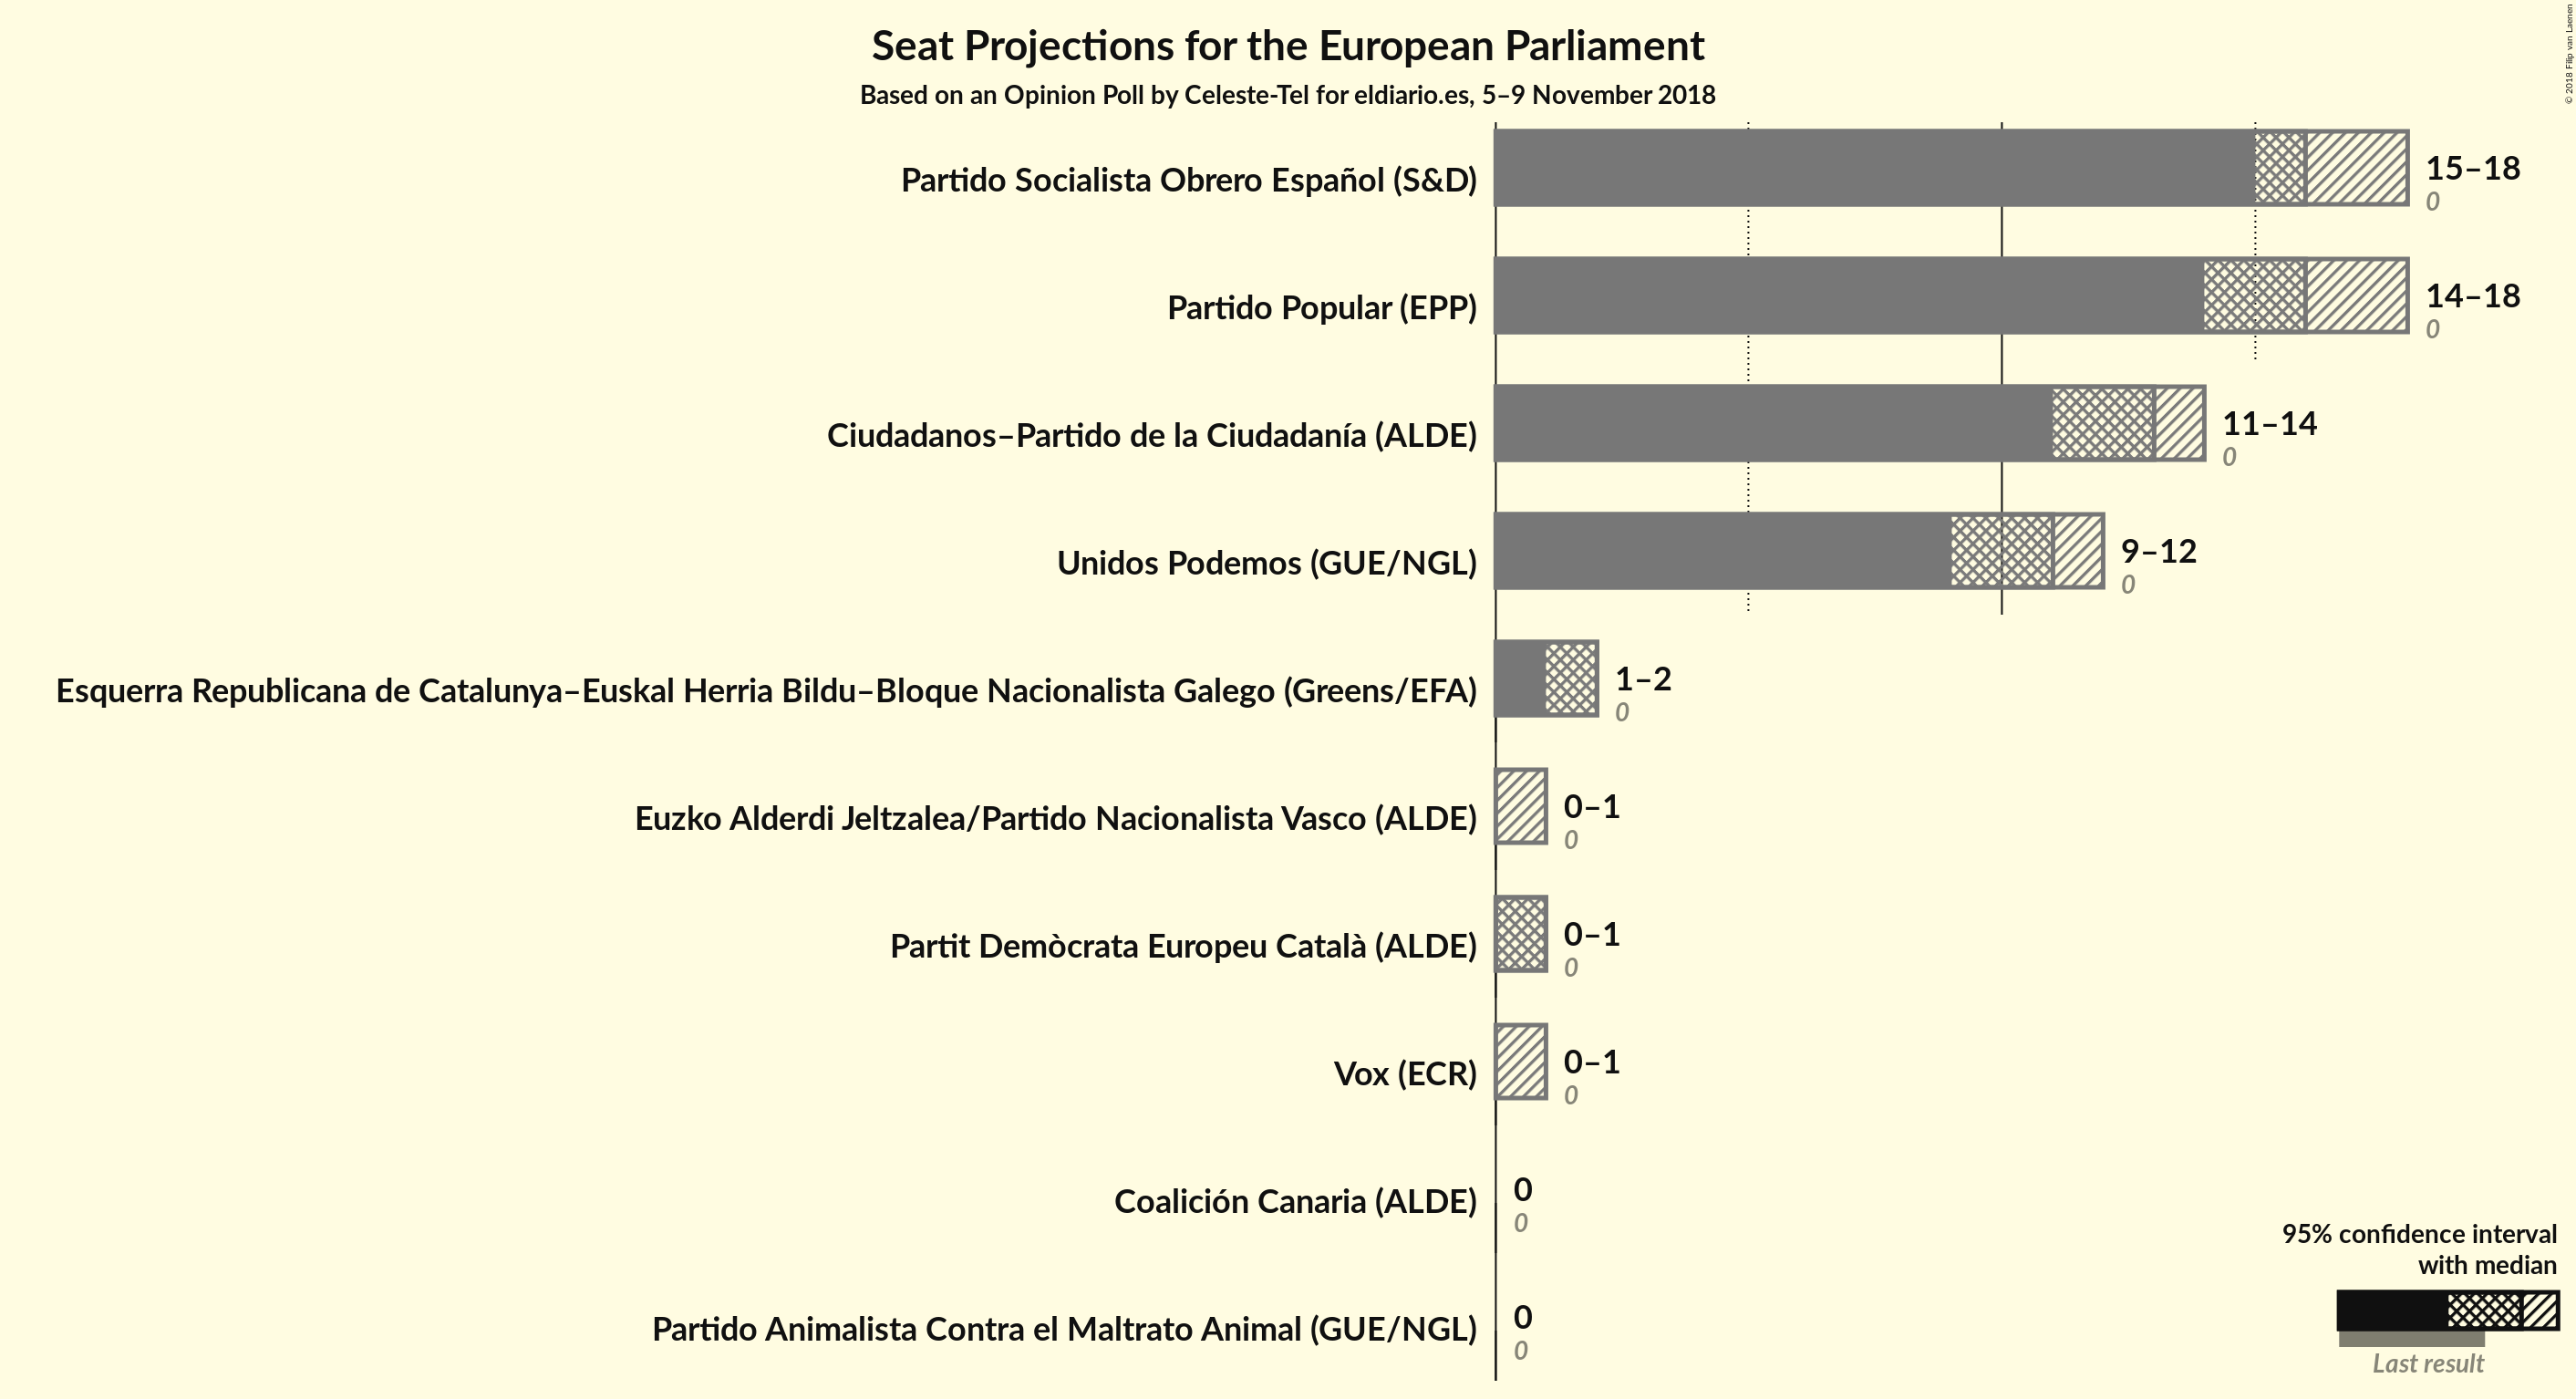 Seat Projections for the European Parliament
Based on an Opinion Poll by Celeste-Tel for eldiario.es, 5–9 November 2018
© 2018 Filip van Laenen
Partido Socialista Obrero Español (S&D)
15–18
0
Partido Popular (EPP)
14–18
0
Ciudadanos–Partido de la Ciudadanía (ALDE)
11–14
0
Unidos Podemos (GUE/NGL)
9–12
0
Esquerra Republicana de Catalunya–Euskal Herria Bildu–Bloque Nacionalista Galego (Greens/EFA)
1–2
0
Euzko Alderdi Jeltzalea/Partido Nacionalista Vasco (ALDE)
0–1
0
Partit Demòcrata Europeu Català (ALDE)
0–1
0
Vox (ECR)
0–1
0
Coalición Canaria (ALDE)
0
0
Partido Animalista Contra el Maltrato Animal (GUE/NGL)
0
0
95% confidence interval
with median
Last result